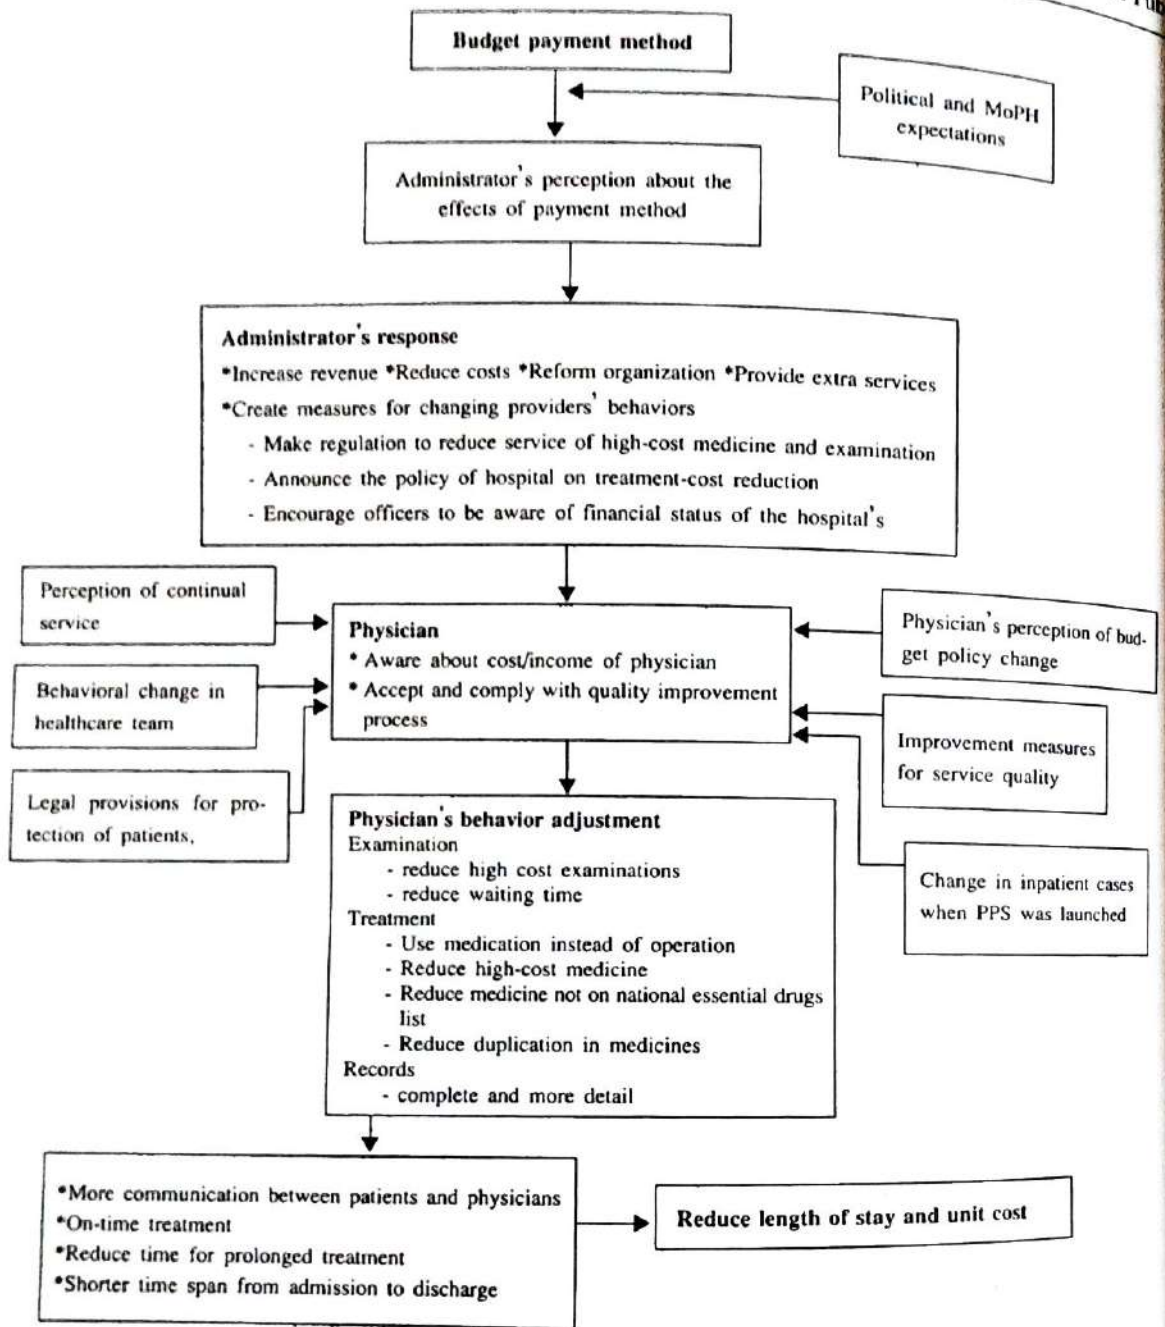 Budget payment method
Political and MoPH
expectations
Administrator's perception about the
effects of payment method
Administrator's response
*Increase revenue *Reduce costs *Reform organization *Provide extra services
*Create measures for changing providers' behaviors
- Make regulation to reduce service of high-cost medicine and examination
- Announce the policy of hospital on treatment-cost reduction
- Encourage officers to be aware of financial status of the hospital's
Perception of continual
service
Behavioral change in
healthcare team
Legal provisions for pro-
tection of patients.
Physician
* Aware about cost/income of physician
* Accept and comply with quality improvement
process
Physician's perception of bud-
get policy change
Improvement measures
for service quality
Change in inpatient cases
when PPS was launched
Physician's behavior adjustment
Examination
- reduce high cost examinations
- reduce waiting time
Treatment
- Use medication instead of operation
- Reduce high-cost medicine
- Reduce medicine not on national essential drugs
list
- Reduce duplication in medicines
Records
- complete and more detail
*More communication between patients and physicians
*On-time treatment
*Reduce time for prolonged treatment
*Shorter time span from admission to discharge
Reduce length of stay and unit cost